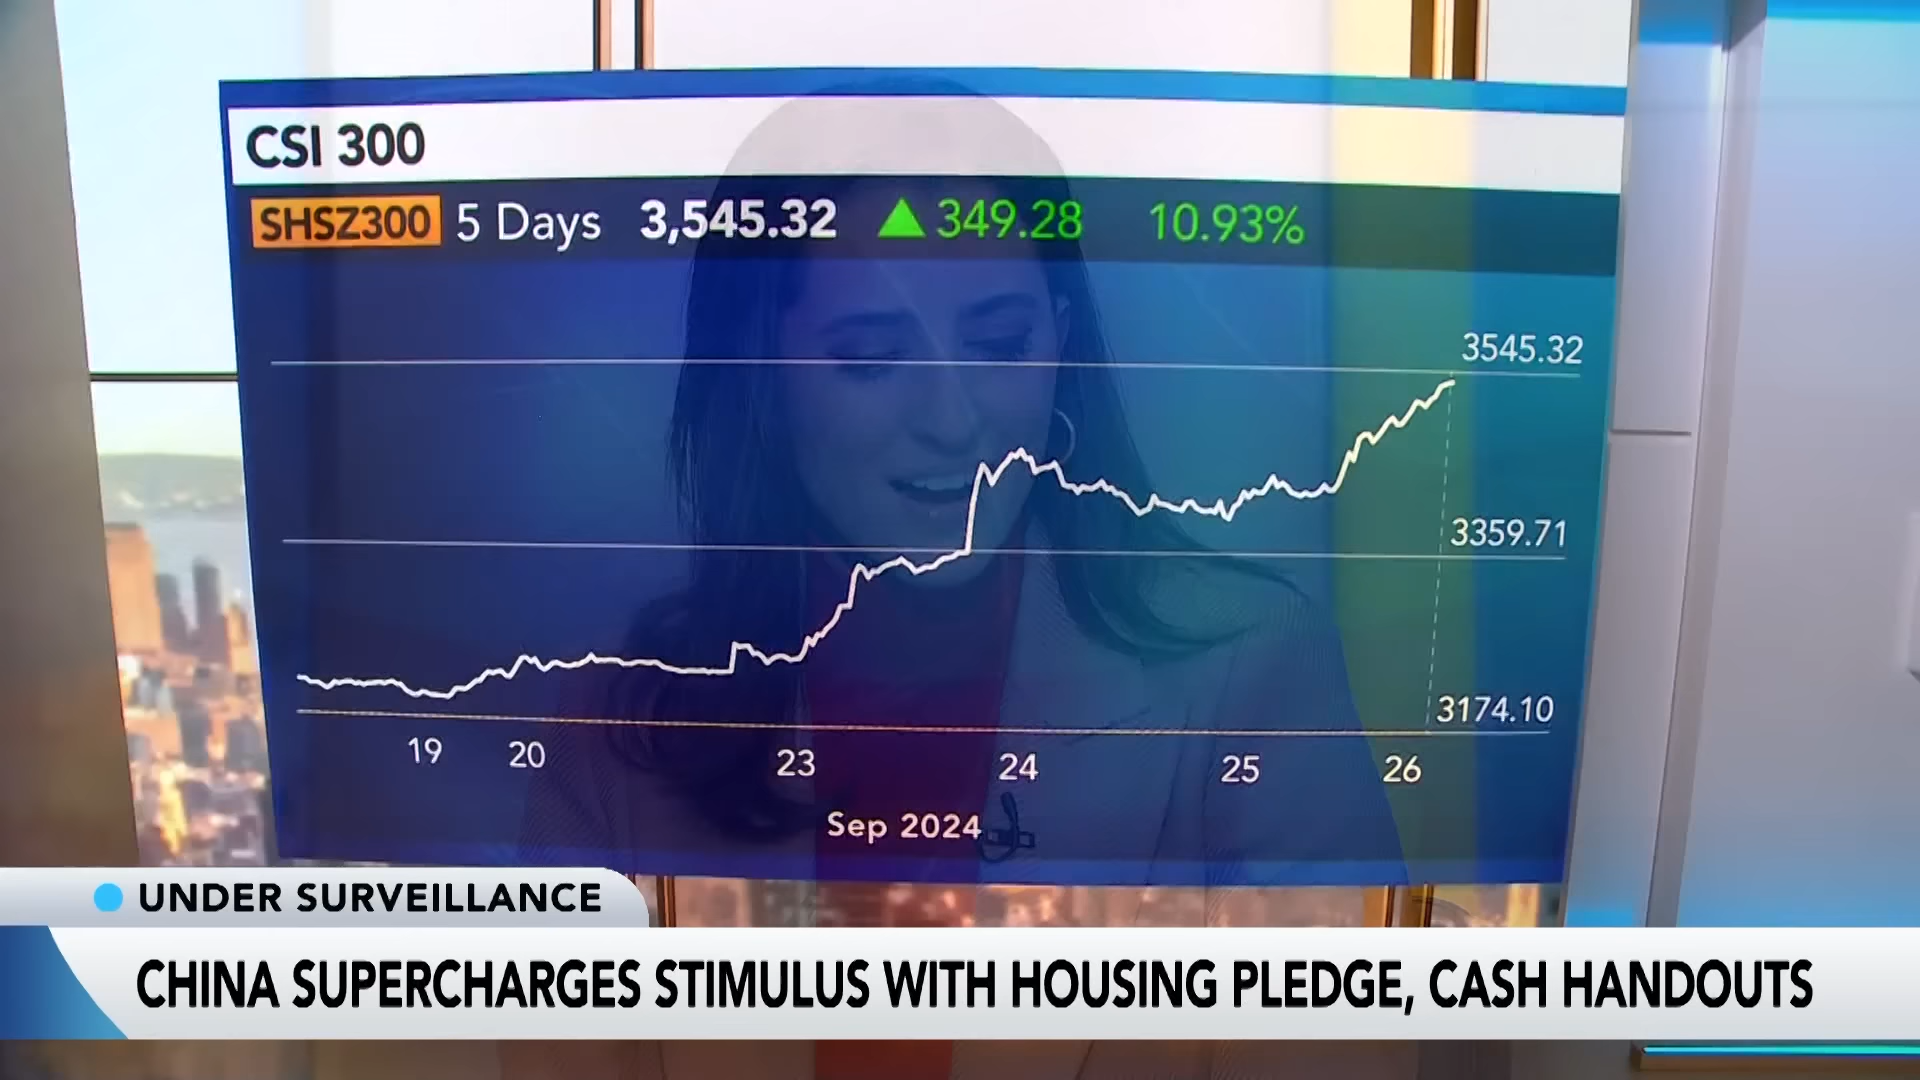 CSI 300
SHSZ300 5 Days 3,545.32 ▲ 349.28 10.93%
3545.32
3359.71
3174.10
19 20 23 24 25 26
Sep 2024
UNDER SURVEILLANCE
CHINA SUPERCHARGES STIMULUS WITH HOUSING PLEDGE, CASH HANDOUTS